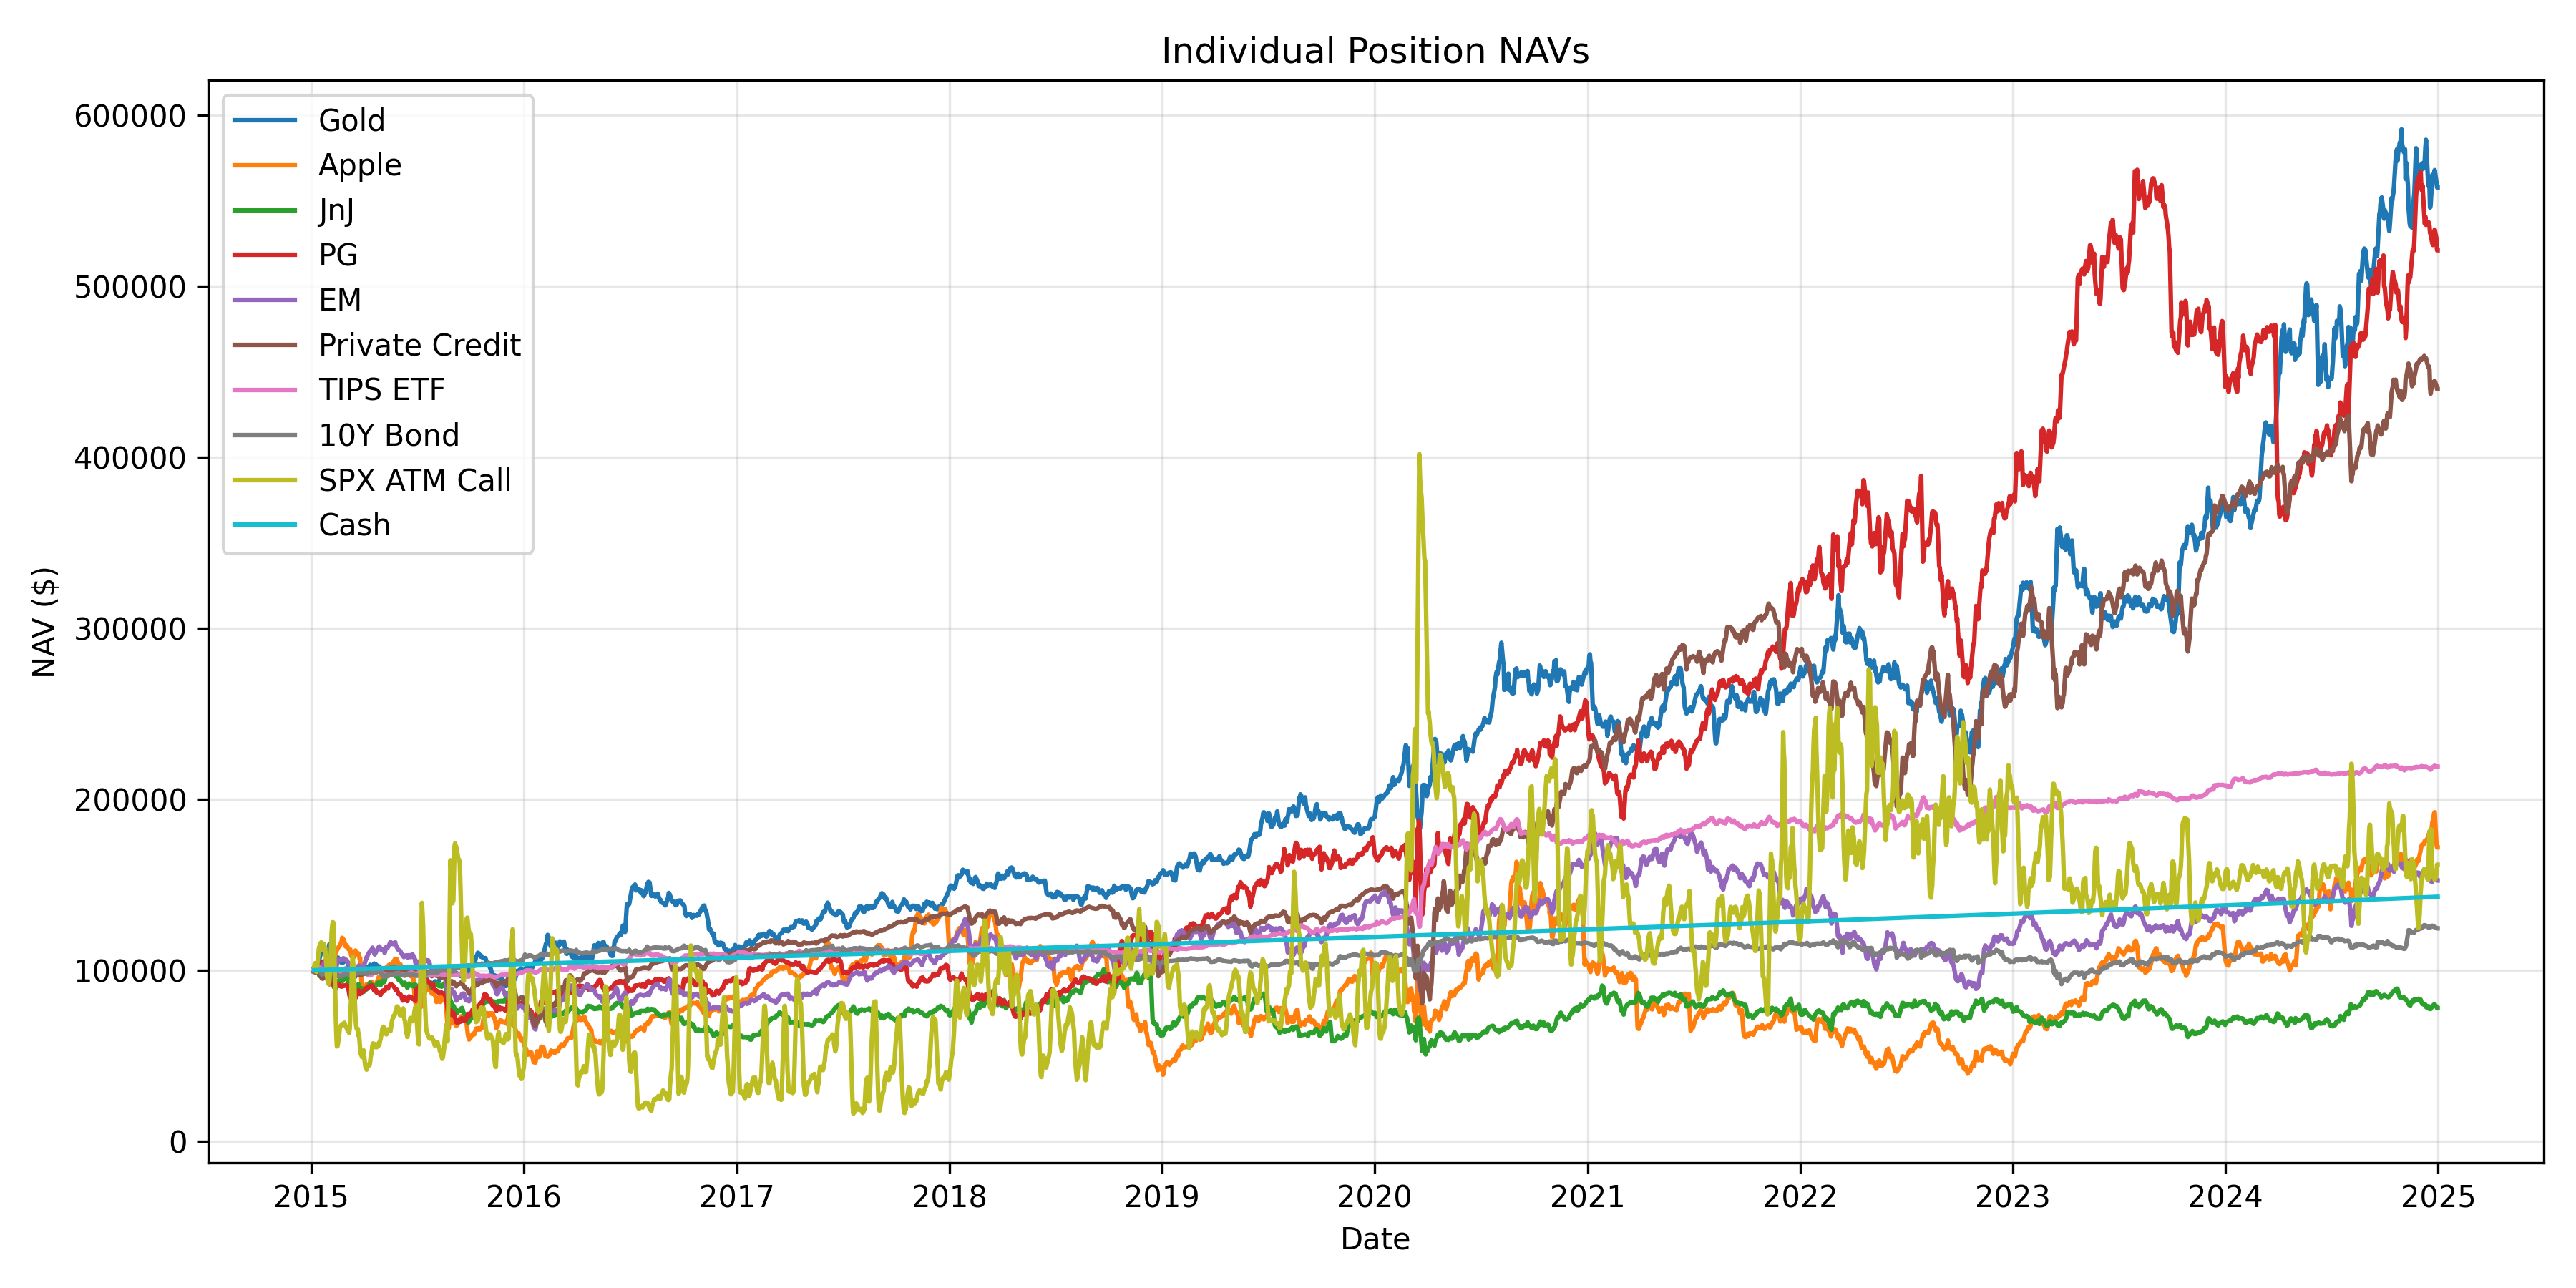 Individual Position NAVs
Gold
Apple
JnJ
PG
EM
Private Credit
TIPS ETF
10Y Bond
SPX ATM Call
Cash
NAV ($)
600000
500000
400000
300000
200000
100000
0
2015 2016 2017 2018 2019 2020 2021 2022 2023 2024 2025
Date